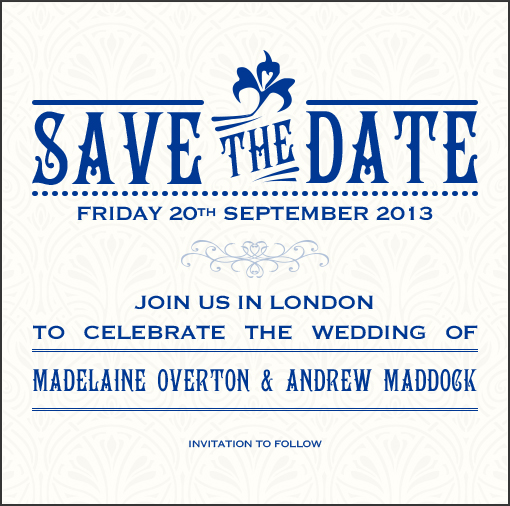 SAVE THE DATE
FRIDAY 20TH SEPTEMBER 2013
JOIN US IN LONDON
TO CELEBRATE THE WEDDING OF
MADELAINE OVERTON & ANDREW MADDOCK
INVITATION TO FOLLOW